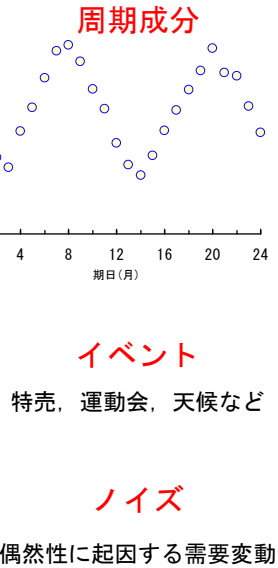 周期成分
4 8 12 16 20 24
期日(月)
イベント
特売，運動会，天候など
ノイズ
偶然性に起因する需要変動